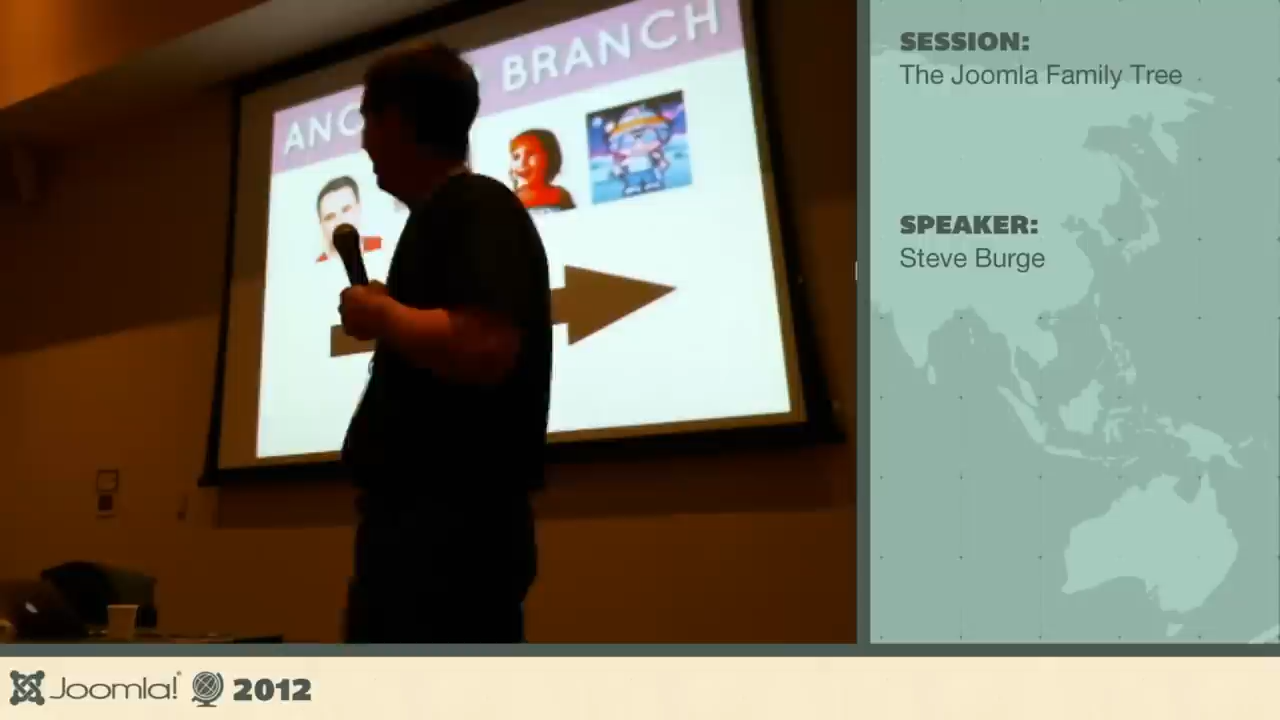 BRANCH
SESSION:
The Joomla Family Tree
SPEAKER:
Steve Burge
Joomla! 2012